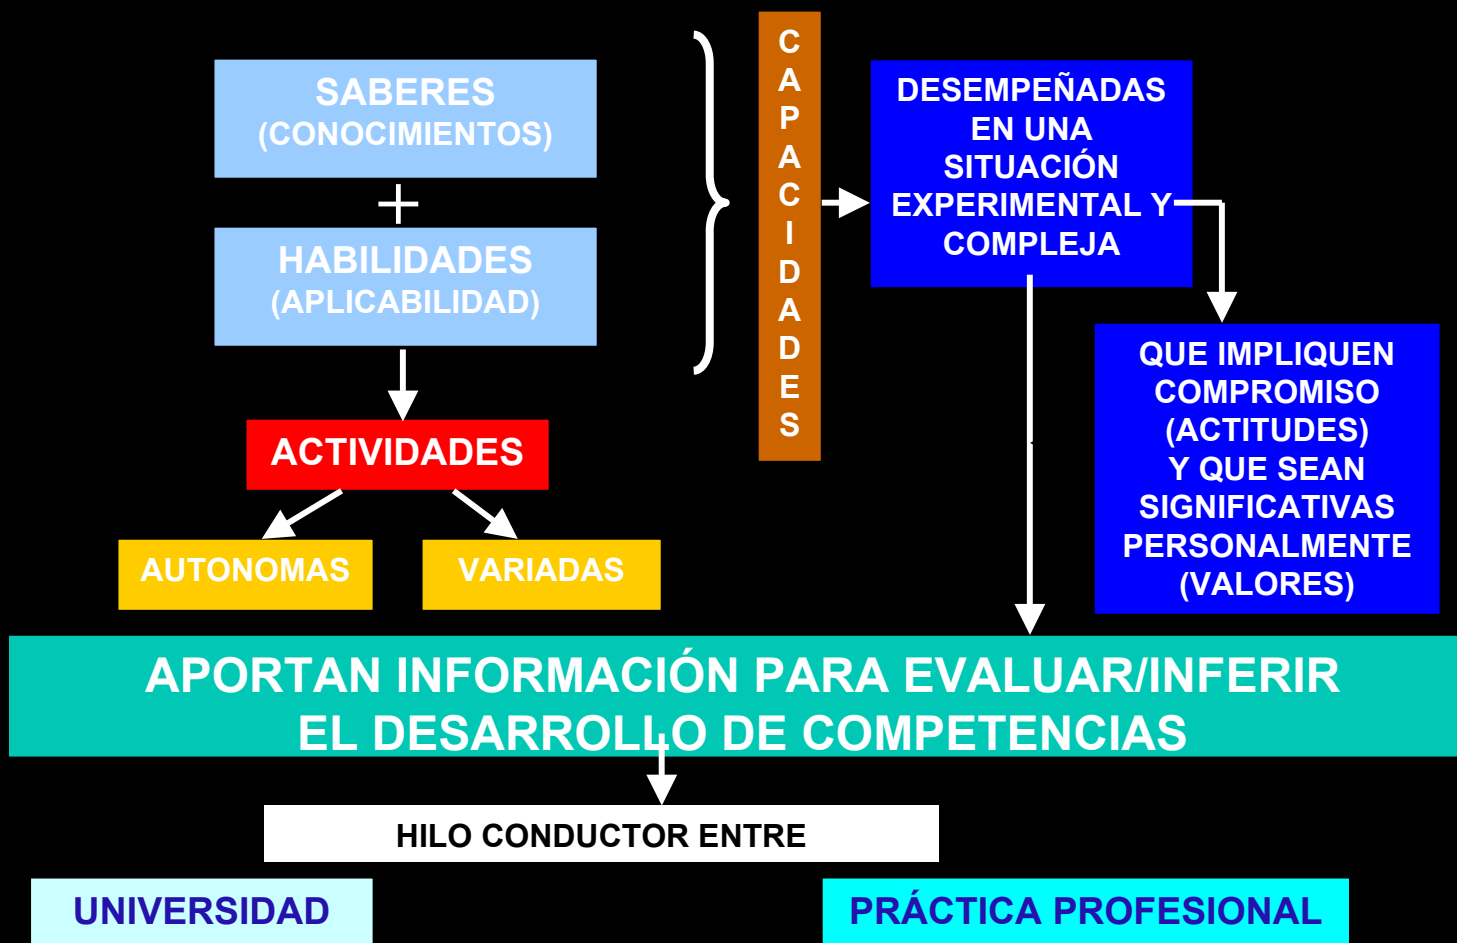 SABERES
(CONOCIMIENTOS)
+
HABILIDADES
(APLICABILIDAD)
ACTIVIDADES
AUTONOMAS
VARIADAS
CAPACIDADES
DESEMPEÑADAS
EN UNA
SITUACIÓN
EXPERIMENTAL Y
COMPLEJA
QUE IMPLIQUEN
COMPROMISO
(ACTITUDES)
Y QUE SEAN
SIGNIFICATIVAS
PERSONALMENTE
(VALORES)
APORTAN INFORMACIÓN PARA EVALUAR/INFERIR
EL DESARROLLO DE COMPETENCIAS
HILO CONDUCTOR ENTRE
UNIVERSIDAD
PRÁCTICA PROFESIONAL